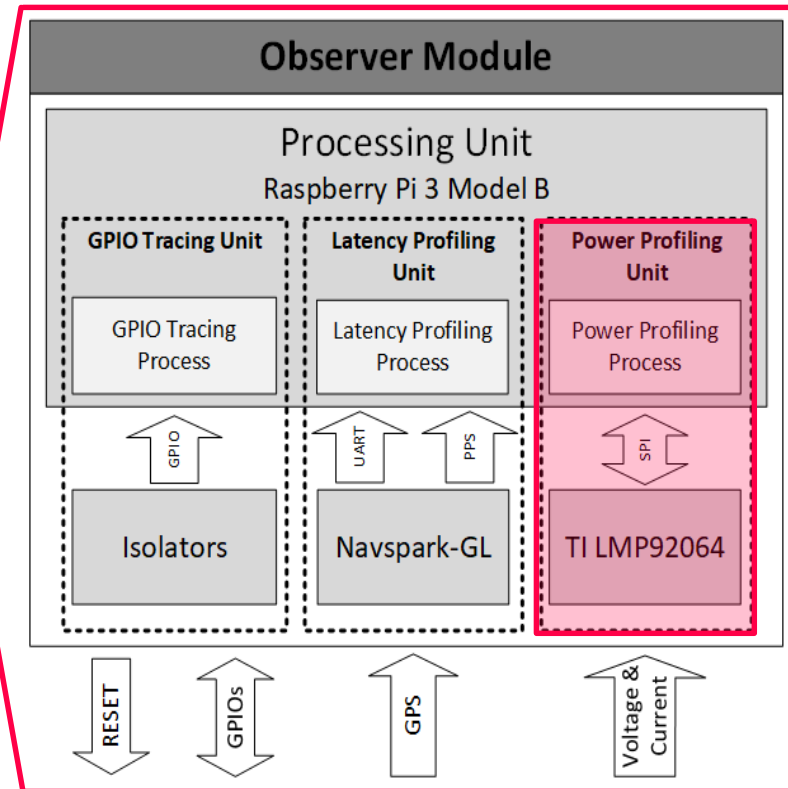 Observer Module
Processing Unit
Raspberry Pi 3 Model B
GPIO Tracing Unit
Latency Profiling
Unit
Power Profiling
Unit
GPIO Tracing
Process
Latency Profiling
Process
Power Profiling
Process
GPIO
UART
PPS
SPI
Isolators
Navspark-GL
TI LMP92064
RESET
GPIOs
GPS
Voltage &
Current